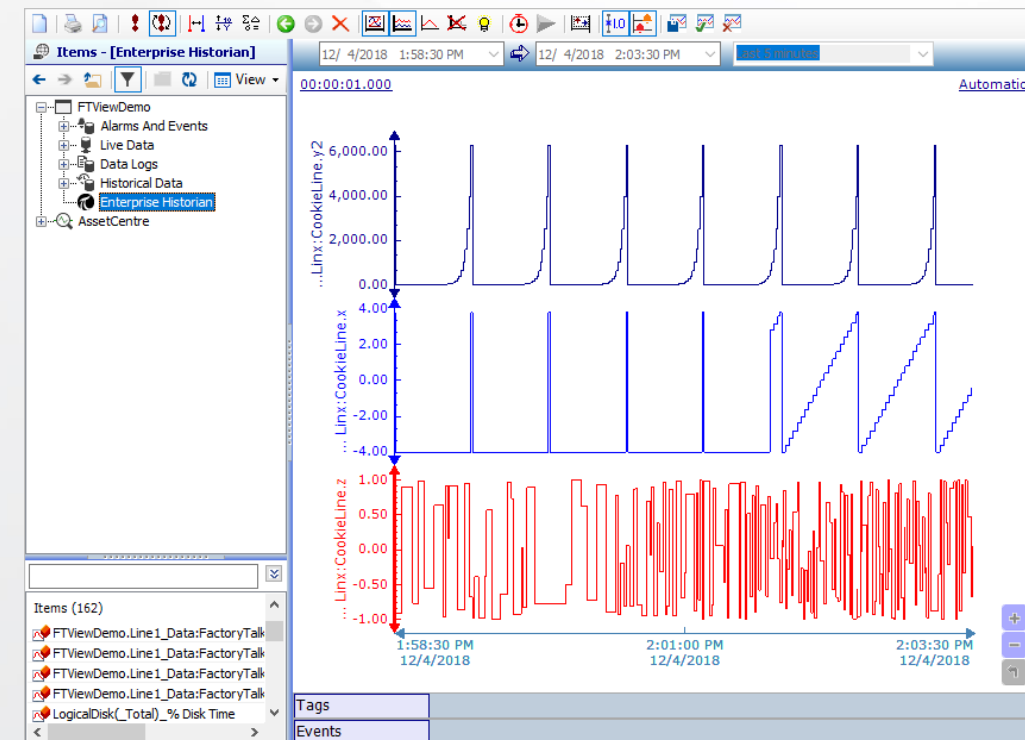 Items - [Enterprise Historian]
View
FTViewDemo
Alarms And Events
Live Data
Data Logs
Historical Data
Enterprise Historian
AssetCentre
Items (162)
FTViewDemo.Line1_Data:FactoryTalk
FTViewDemo.Line1_Data:FactoryTalk
FTViewDemo.Line1_Data:FactoryTalk
FTViewDemo.Line1_Data:FactoryTalk
LogicalDisk(_Total)_% Disk Time
1.0
12/ 4/2018 1:58:30 PM
12/ 4/2018 2:03:30 PM
Last 5 minutes
00:00:01.000
Automatic
...Linx:CookieLine.y2
6,000.00
4,000.00
2,000.00
0.00
... Linx:CookieLine.x
4.00
2.00
0.00
-2.00
-4.00
... Linx:CookieLine.z
1.00
0.50
0.00
-0.50
-1.00
1:58:30 PM 2:01:00 PM 2:03:30 PM
12/4/2018 12/4/2018 12/4/2018
Tags
Events